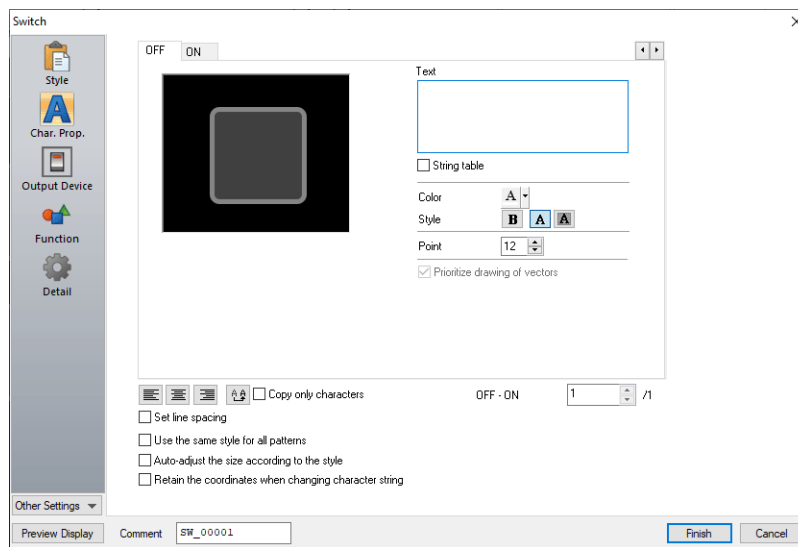 Switch
Style
Char. Prop.
Output Device
Function
Detail
Other Settings
OFF ON
Text
String table
Color A
Style B A A
Point 12
Prioritize drawing of vectors
A A Copy only characters OFF - ON 1 /1
Set line spacing
Use the same style for all patterns
Auto-adjust the size according to the style
Retain the coordinates when changing character string
Preview Display Comment SW_00001 Finish Cancel